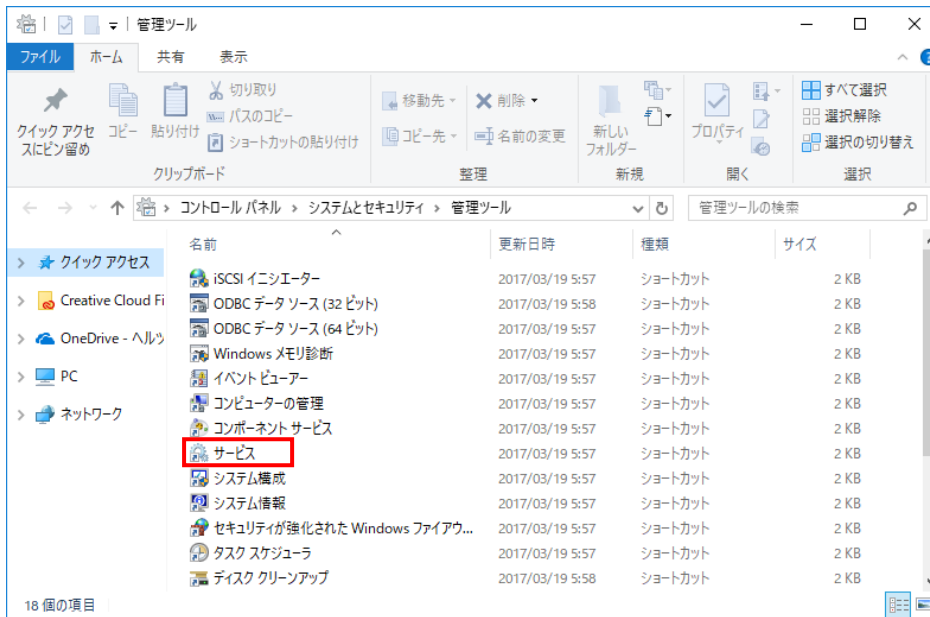 管理ツール
ファイル ホーム 共有 表示
クイック アクセスにピン留め
コピー
貼り付け
切り取り
パスのコピー
ショートカットの貼り付け
クリップボード
移動先
コピー先
削除
名前の変更
整理
新しいフォルダー
新規
プロパティ
開く
すべて選択
選択解除
選択の切り替え
選択
コントロール パネル システムとセキュリティ 管理ツール
管理ツールの検索
クイック アクセス
Creative Cloud Fi
OneDrive - ヘルツ
PC
ネットワーク
名前 更新日時 種類 サイズ
iSCSI イニシエーター 2017/03/19 5:57 ショートカット 2 KB
ODBC データ ソース (32 ビット) 2017/03/19 5:58 ショートカット 2 KB
ODBC データ ソース (64 ビット) 2017/03/19 5:57 ショートカット 2 KB
Windows メモリ診断 2017/03/19 5:57 ショートカット 2 KB
イベント ビューアー 2017/03/19 5:57 ショートカット 2 KB
コンピューターの管理 2017/03/19 5:57 ショートカット 2 KB
コンポーネント サービス 2017/03/19 5:57 ショートカット 2 KB
サービス 2017/03/19 5:57 ショートカット 2 KB
システム構成 2017/03/19 5:57 ショートカット 2 KB
システム情報 2017/03/19 5:57 ショートカット 2 KB
セキュリティが強化された Windows ファイアウ... 2017/03/19 5:57 ショートカット 2 KB
タスク スケジューラ 2017/03/19 5:57 ショートカット 2 KB
ディスク クリーンアップ 2017/03/19 5:58 ショートカット 2 KB
18 個の項目